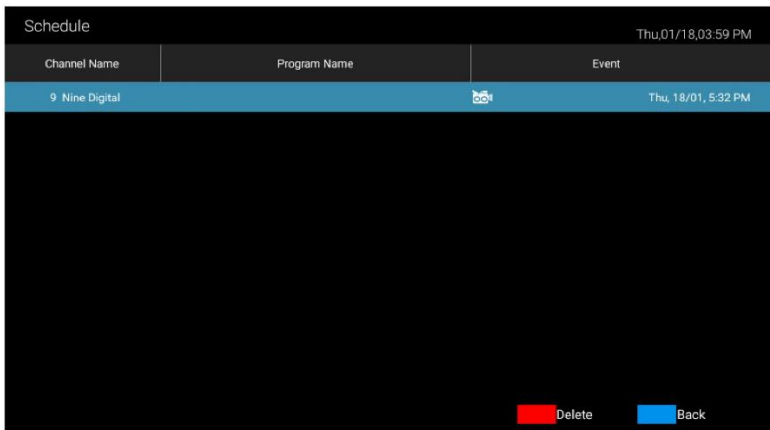 Schedule
Thu,01/18,03:59 PM
Channel Name Program Name Event
9 Nine Digital Thu, 18/01, 5:32 PM
Delete Back